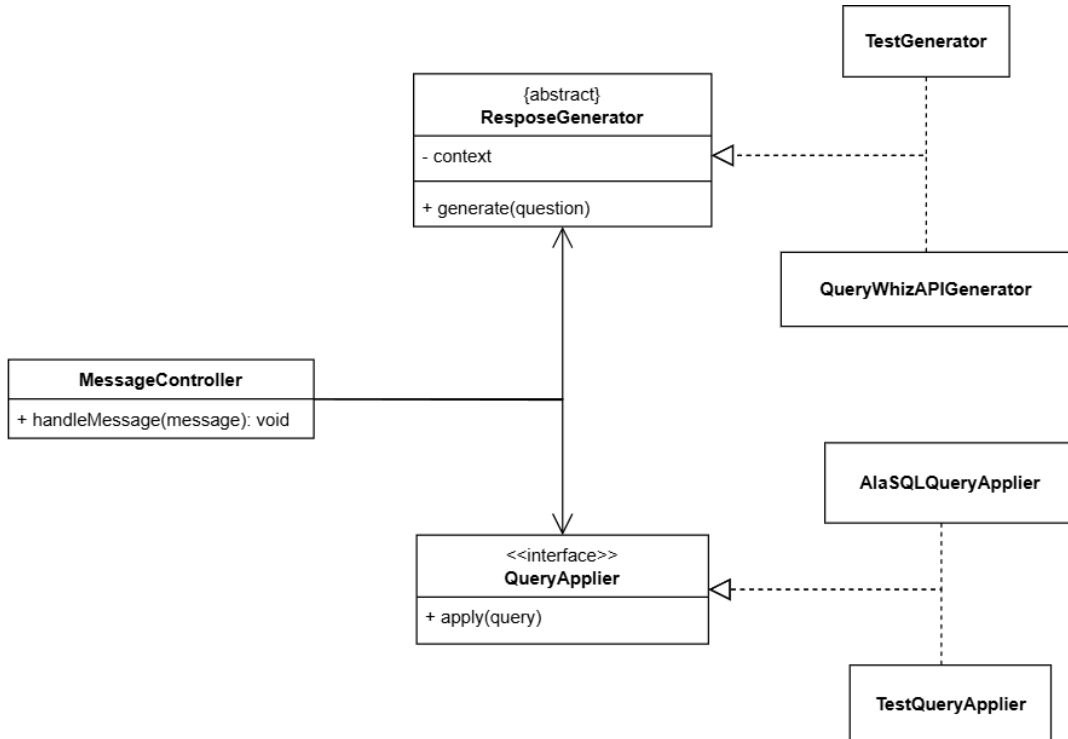 TestGenerator
{abstract}
ResposeGenerator
- context
+ generate(question)
QueryWhizAPIGenerator
MessageController
+ handleMessage(message): void
AlaSQLQueryApplier
<<interface>>
QueryApplier
+ apply(query)
TestQueryApplier